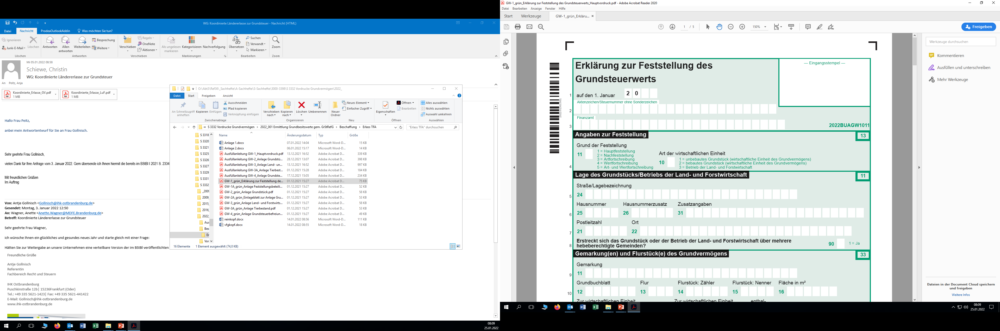 WG: Koordinierte Ländererlasse zur Grundsteuer - Nachricht (HTML)
Datei Nachricht ProdeaOutlookAddin Was möchten Sie tun?
Ignorieren
Junk-E-Mail
Löschen
Antworten
Allen antworten
Weiterleiten
Besprechung
Weitere
Verschieben
Regeln
OneNote
Aktionen
Als ungelesen markieren
Kategorisieren
Nachverfolgung
Übersetzen
Suchen
Verwandt
Markieren
Zoom
Löschen Antworten Verschieben Markierungen Bearbeiten Zoom
Mi 05.01.2022 08:58
Schiewe, Christin
WG: Koordinierte Ländererlasse zur Grundsteuer
An Peitz, Anja
Koordinierte_Erlasse_GV.pdf
1 MB
Koordinierte_Erlasse_LuF.pdf
1 MB
Hallo Frau Peitz,
anbei mein Antwortentwurf für Sie an Frau Gollnisch.
Sehr geehrte Frau Gollnisch,
vielen Dank für Ihre Anfrage vom 3. Januar 2022. Gern übersende ich Ihnen hiermit die bereits im BStBl I 2021 S. 2334
Mit freundlichen Grüßen
Im Auftrag
Von: Antje Gollnisch <Gollnisch@ihk-ostbrandenburg.de>
Gesendet: Montag, 3. Januar 2022 12:50
An: Wagner, Anette <Anette.Wagner@MDFE.Brandenburg.de>
Betreff: Koordinierte Ländererlasse zur Grundsteuer
Sehr geehrte Frau Wagner,
ich wünsche Ihnen ein glückliches und gesundes neues Jahr und starte gleich mit einer Frage:
Hätten Sie zur Weitergabe an unsere Unternehmen eine verteilbare Version der im BStBl veröffentlichten
Freundliche Grüße
Antje Gollnisch
Referentin
Fachbereich Recht und Steuern
IHK Ostbrandenburg
Puschkinstraße 12b| 15236Frankfurt (Oder)
Tel.: +49 335 5621-1423| Fax: +49 335 5621-441422
E-Mail: Gollnisch@ihk-ostbrandenburg.de
www.ihk-ostbrandenburg.de
O:\Abt3\Ref36\_Sachhefte\A-Sachhefte\S-Sachhefte\3000-3398\S 3332 Vordrucke Grundvermögen\2022_
Datei Start Freigeben Ansicht
An Schnellzugriff anheften
Kopieren
Einfügen
Ausschneiden
Pfad kopieren
Verknüpfung einfügen
Verschieben nach
Kopieren nach
Löschen
Umbenennen
Neuer Ordner
Neues Element
Einfacher Zugriff
Eigenschaften
Öffnen
Bearbeiten
Alles auswählen
Nichts auswählen
Auswahl umkehren
Zwischenablage Organisieren Neu Öffnen Auswählen
« S 3332 Vordrucke Grundvermögen > 2022_001 Ermittlung Grundbesitzwerte gem. GrStRefG > Beschaffung > Erlass TFA
"Erlass TFA" durchsuchen
S 3318
S 3320
S 3321
S 3325
S 3326
S 3327
S 3329
S 3331
S 3332
_2009
2009_
2015_
2016_
2022_
Aus
Bes
Er
Vor
Name Änderungsdatum Typ Größe
Anlage 1.docx 07.01.2022 14:04 Microsoft Word-D... 15 KB
Anlage 2.docx 06.01.2022 15:17 Microsoft Word-D... 14 KB
Ausfüllanleitung GW-1_Hauptvordruck.pdf 13.12.2021 16:52 Adobe Acrobat D... 339 KB
Ausfüllanleitung GW-2_Anlage Grundstü... 28.12.2021 13:07 Adobe Acrobat D... 398 KB
Ausfüllanleitung GW-3_Anlage Land- un... 13.12.2021 16:52 Adobe Acrobat D... 997 KB
Ausfüllanleitung GW-3A_Anlage Tierbest... 01.12.2021 15:28 Adobe Acrobat D... 184 KB
Ausfüllanleitung GW-4_Anlage Grundste... 17.12.2021 15:05 Adobe Acrobat D... 234 KB
GW-1_grün_Erklärung zur Feststellung de... 01.12.2021 15:27 Adobe Acrobat D... 75 KB
GW-1A_grün_Anlage Feststellungsbeteili... 01.12.2021 15:27 Adobe Acrobat D... 52 KB
GW-2_grün_Anlage Grundstück.pdf 01.12.2021 15:27 Adobe Acrobat D... 58 KB
GW-2A_grün_Einlageblatt zur Anlage Gru... 01.12.2021 15:27 Adobe Acrobat D... 53 KB
GW-3_grün_Anlage Land- und Forstwirts... 01.12.2021 15:27 Adobe Acrobat D... 58 KB
GW-3A_grün_Anlage Tierbestand.pdf 01.12.2021 15:27 Adobe Acrobat D... 53 KB
GW-4_grün_Anlage Grundsteuerbefreiun... 01.12.2021 15:27 Adobe Acrobat D... 49 KB
reinkopf.docx 14.01.2022 08:56 Microsoft Word-D... 111 KB
vfgkopf.docx 14.01.2022 08:55 Microsoft Word-D... 18 KB
16 Elemente 1 Element ausgewählt (74,0 KB)
08:09
25.01.2022
GW-1_grün_Erklärung zur Feststellung des Grundsteuerwerts_Hauptvordruck.pdf - Adobe Acrobat Reader 2020
Datei Bearbeiten Anzeige Fenster Hilfe
Start Werkzeuge GW-1_grün_Erkläru... ×
1 / 5 150%
Freigeben
Werkzeuge durchsuchen
Kommentieren
Ausfüllen und unterschreiben
Mehr Werkzeuge
Dateien in der Document Cloud speichern und freigeben
Weitere Infos
Erklärung zur Feststellung des
Grundsteuerwerts
— Eingangsstempel —
1 auf den 1. Januar 2 0
Aktenzeichen/Steuernummer ohne Sonderzeichen
2
Finanzamt
3
202201301001
2022BUAGW1011
Angaben zur Feststellung 13
Grund der Feststellung
11
1 = Hauptfeststellung
2 = Nachfeststellung
3 = Artfortschreibung
4 = Wertfortschreibung
5 = Art- und Wertfortschreibung
Art der wirtschaftlichen Einheit
10
1 = unbebautes Grundstück (wirtschaftliche Einheit des Grundvermögens)
2 = bebautes Grundstück (wirtschaftliche Einheit des Grundvermögens)
3 = Betrieb der Land- und Forstwirtschaft
4
Lage des Grundstücks/Betriebs der Land- und Forstwirtschaft 11
Straße/Lagebezeichnung
5 24
Hausnummer Hausnummerzusatz Zusatzangaben
6 25 26 31
Postleitzahl Ort
7 21 22
Erstreckt sich das Grundstück oder der Betrieb der Land- und Forstwirtschaft über mehrere
8 hebeberechtigte Gemeinden? 90 1 = Ja
Gemarkung(en) und Flurstück(e) des Grundvermögens 33
Gemarkung
9 11
Grundbuchblatt Flur Flurstück: Zähler Flurstück: Nenner Fläche in m²
10 12 13 14 15 16
Zur wirtschaftlichen Einheit Zur wirtschaftlichen Einheit enthal-
08:09
25.01.2022